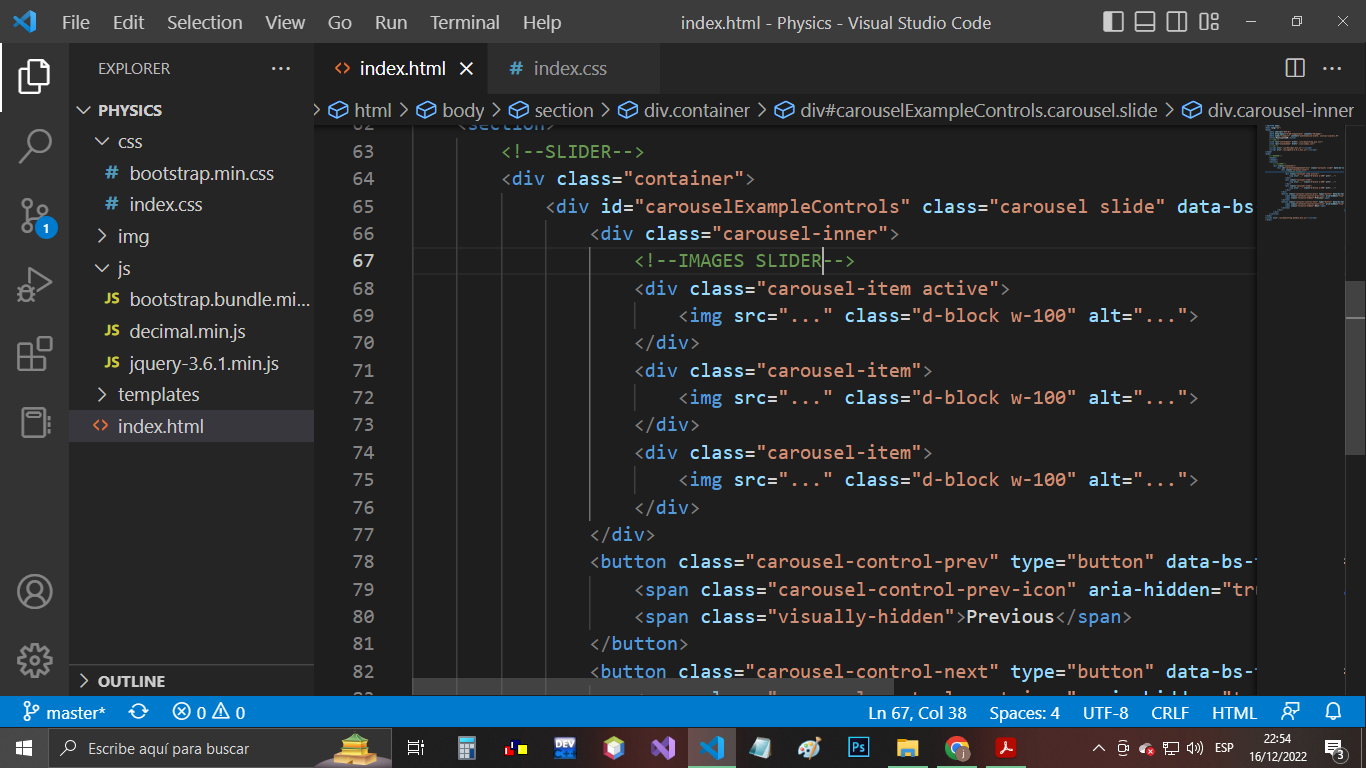 File Edit Selection View Go Run Terminal Help
index.html - Physics - Visual Studio Code
EXPLORER
PHYSICS
css
# bootstrap.min.css
# index.css
img
js
JS bootstrap.bundle.mi...
JS decimal.min.js
JS jquery-3.6.1.min.js
templates
<> index.html
OUTLINE
1
<> index.html
# index.css
html > body > section > div.container > div#carouselExampleControls.carousel.slide > div.carousel-inner
62 <section>
63 <!--SLIDER-->
64 <div class="container">
65 <div id="carouselExampleControls" class="carousel slide" data-bs
66 <div class="carousel-inner">
67 <!--IMAGES SLIDER-->
68 <div class="carousel-item active">
69 <img src="..." class="d-block w-100" alt="...">
70 </div>
71 <div class="carousel-item">
72 <img src="..." class="d-block w-100" alt="...">
73 </div>
74 <div class="carousel-item">
75 <img src="..." class="d-block w-100" alt="...">
76 </div>
77 </div>
78 <button class="carousel-control-prev" type="button" data-bs-
79 <span class="carousel-control-prev-icon" aria-hidden="tr
80 <span class="visually-hidden">Previous</span>
81 </button>
82 <button class="carousel-control-next" type="button" data-bs-
master* 0 0
Ln 67, Col 38 Spaces: 4 UTF-8 CRLF HTML
Escribe aquí para buscar
DEV
Ps
j
ESP
22:54
16/12/2022
3